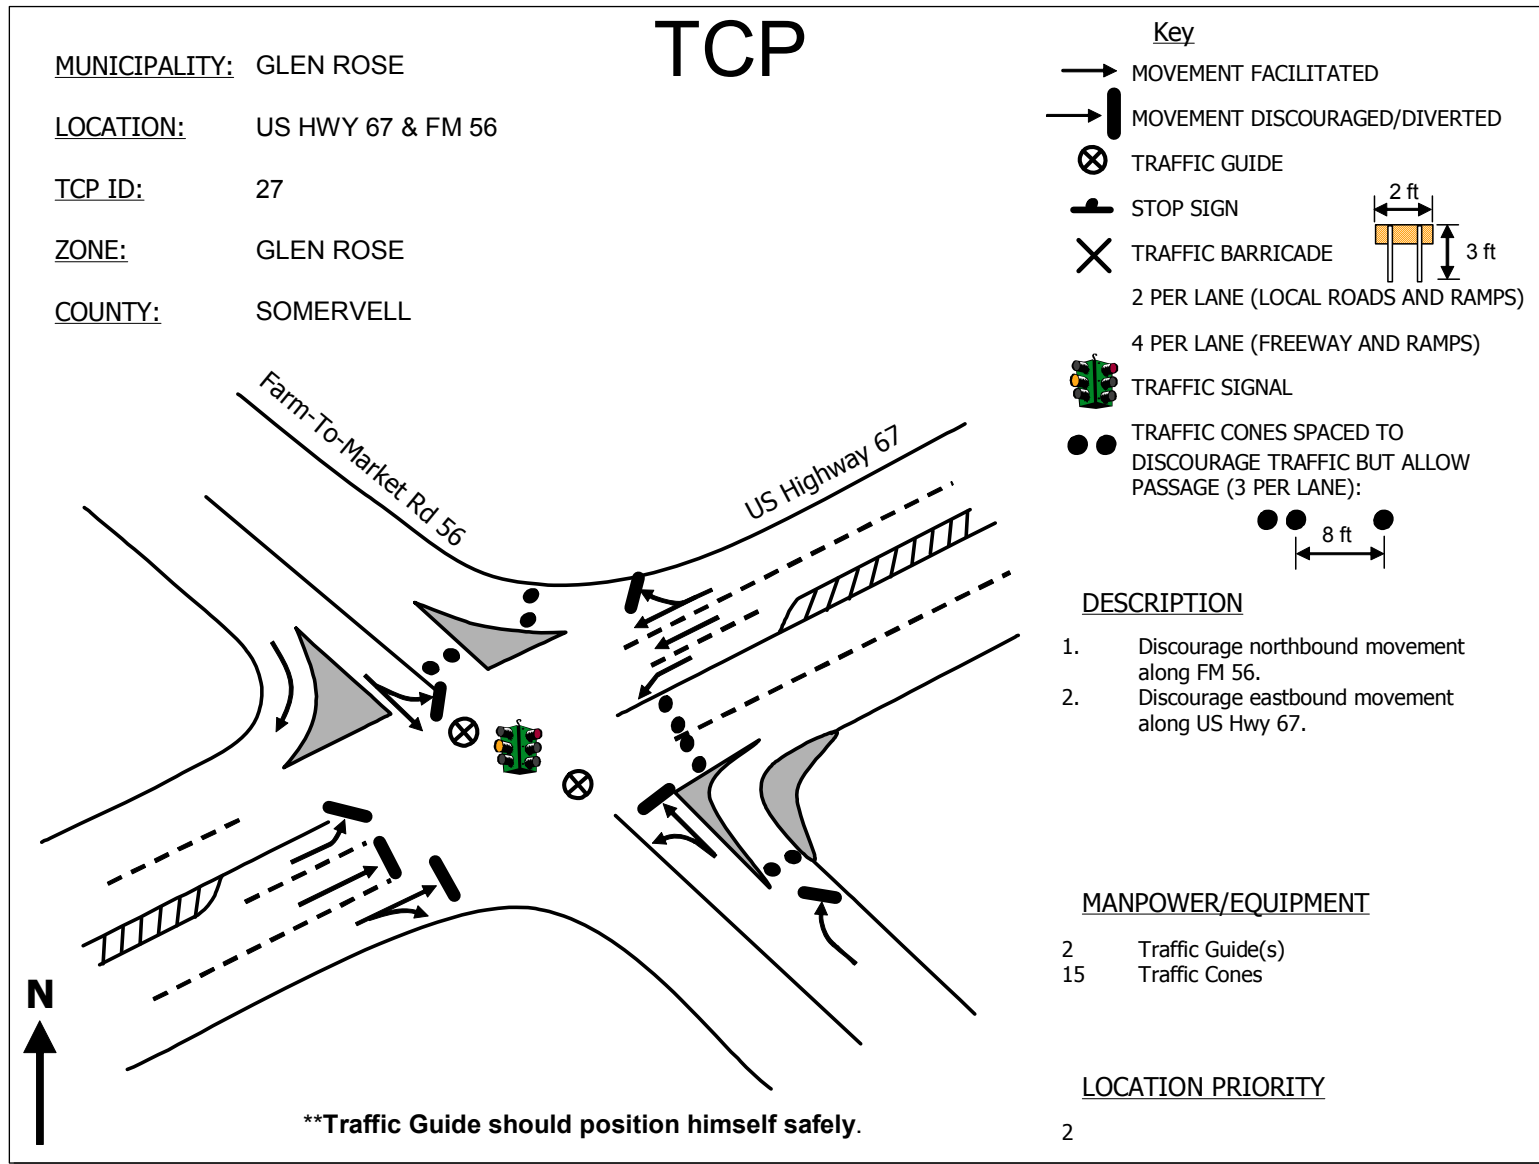 TCP
MUNICIPALITY: GLEN ROSE
LOCATION: US HWY 67 & FM 56
TCP ID: 27
ZONE: GLEN ROSE
COUNTY: SOMERVELL
Key
MOVEMENT FACILITATED
MOVEMENT DISCOURAGED/DIVERTED
TRAFFIC GUIDE
STOP SIGN
TRAFFIC BARRICADE
2 ft
3 ft
2 PER LANE (LOCAL ROADS AND RAMPS)
4 PER LANE (FREEWAY AND RAMPS)
TRAFFIC SIGNAL
TRAFFIC CONES SPACED TO
DISCOURAGE TRAFFIC BUT ALLOW
PASSAGE (3 PER LANE):
8 ft
Farm-To-Market Rd 56
US Highway 67
DESCRIPTION
1. Discourage northbound movement
along FM 56.
2. Discourage eastbound movement
along US Hwy 67.
MANPOWER/EQUIPMENT
2 Traffic Guide(s)
15 Traffic Cones
LOCATION PRIORITY
2
N
**Traffic Guide should position himself safely.